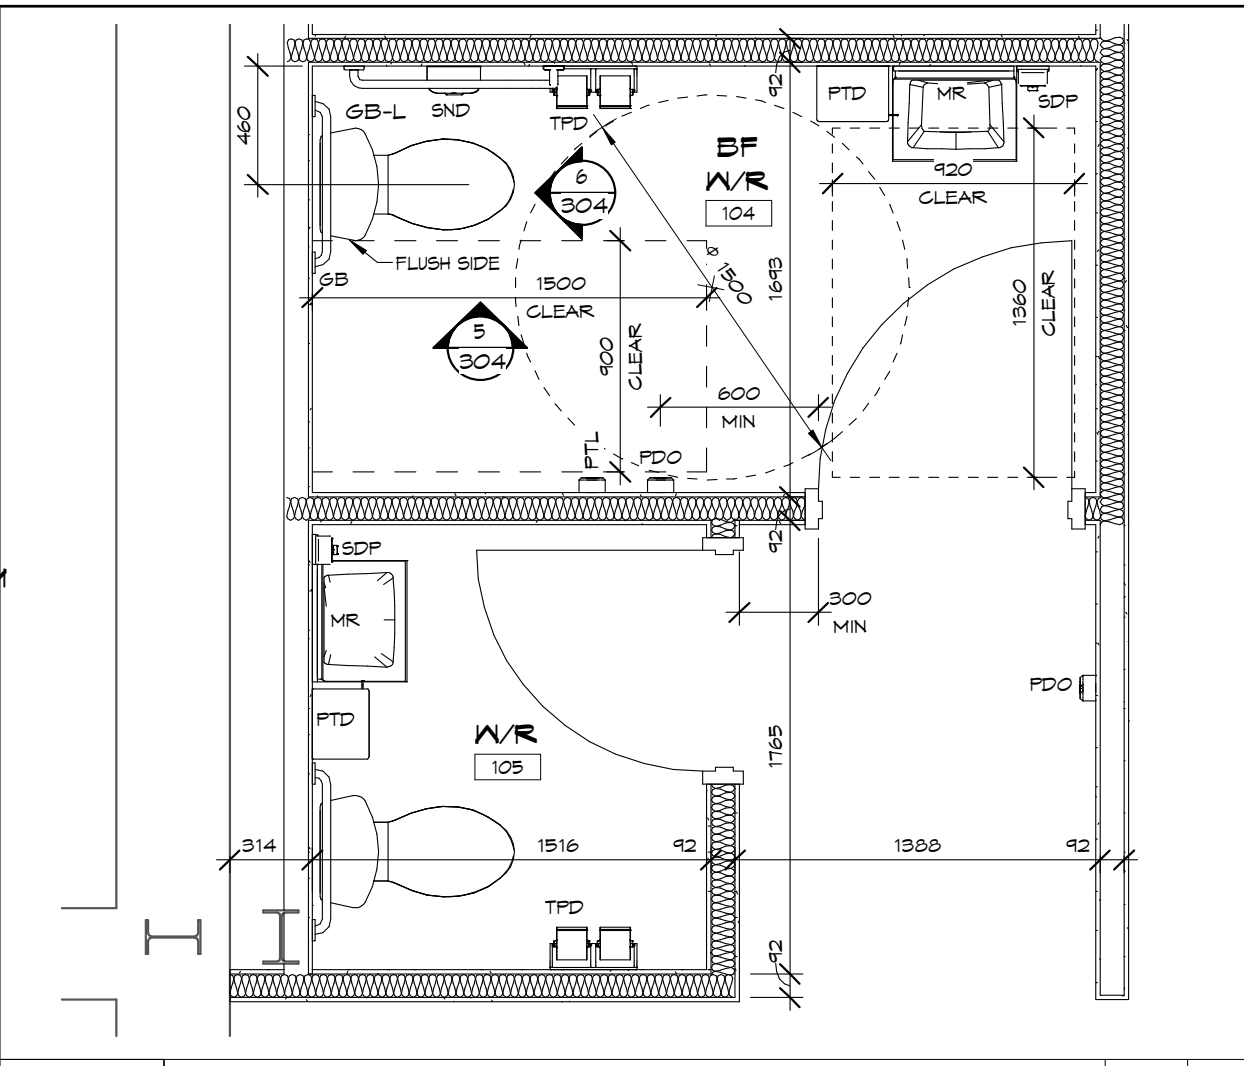 92
460
GB-L
SND
TPD
PTD
MR
SDP
BF
W/R
104
920
CLEAR
6
304
FLUSH SIDE
GB
1500
CLEAR
ø 1500
1693
1360
CLEAR
5
304
900
CLEAR
600
MIN
PTL
PDO
92
SDP
MR
300
MIN
PTD
W/R
105
PDO
1765
314
1516
92
1388
92
TPD
92